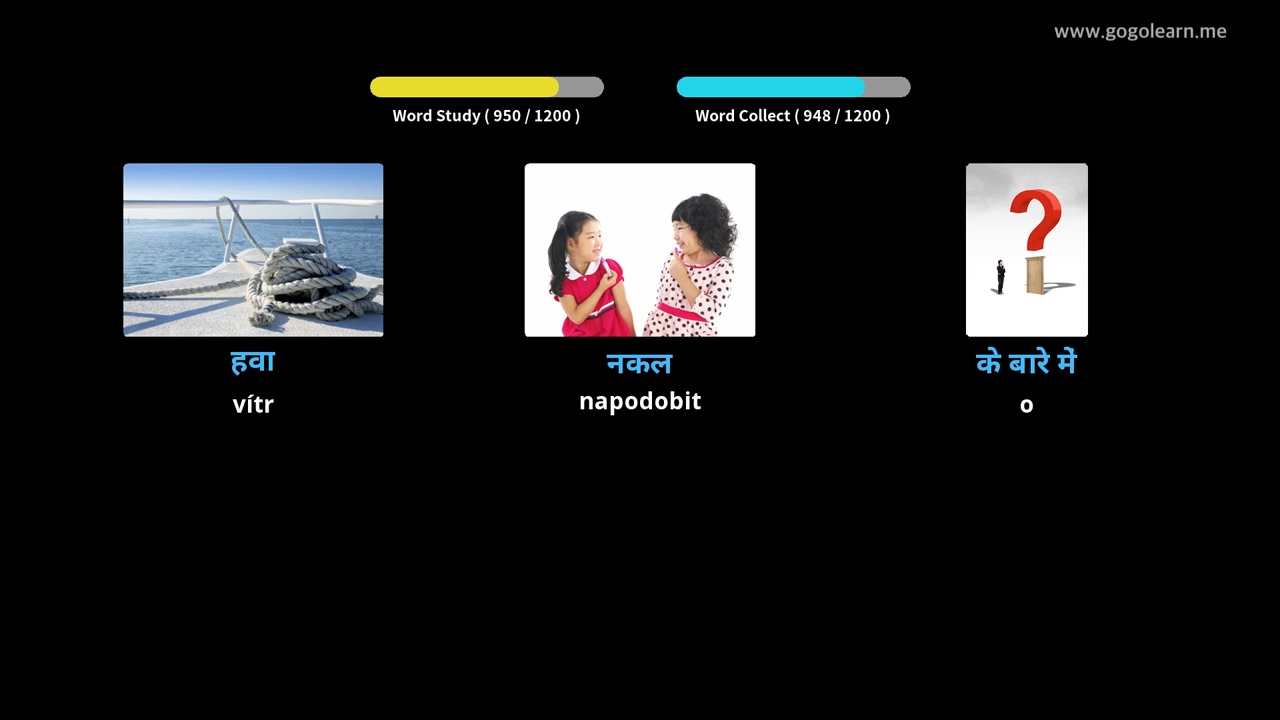 www.gogolearn.me
Word Study ( 950 / 1200 )
Word Collect ( 948 / 1200 )
हवा
नकल
के बारे में
vítr
napodobit
o